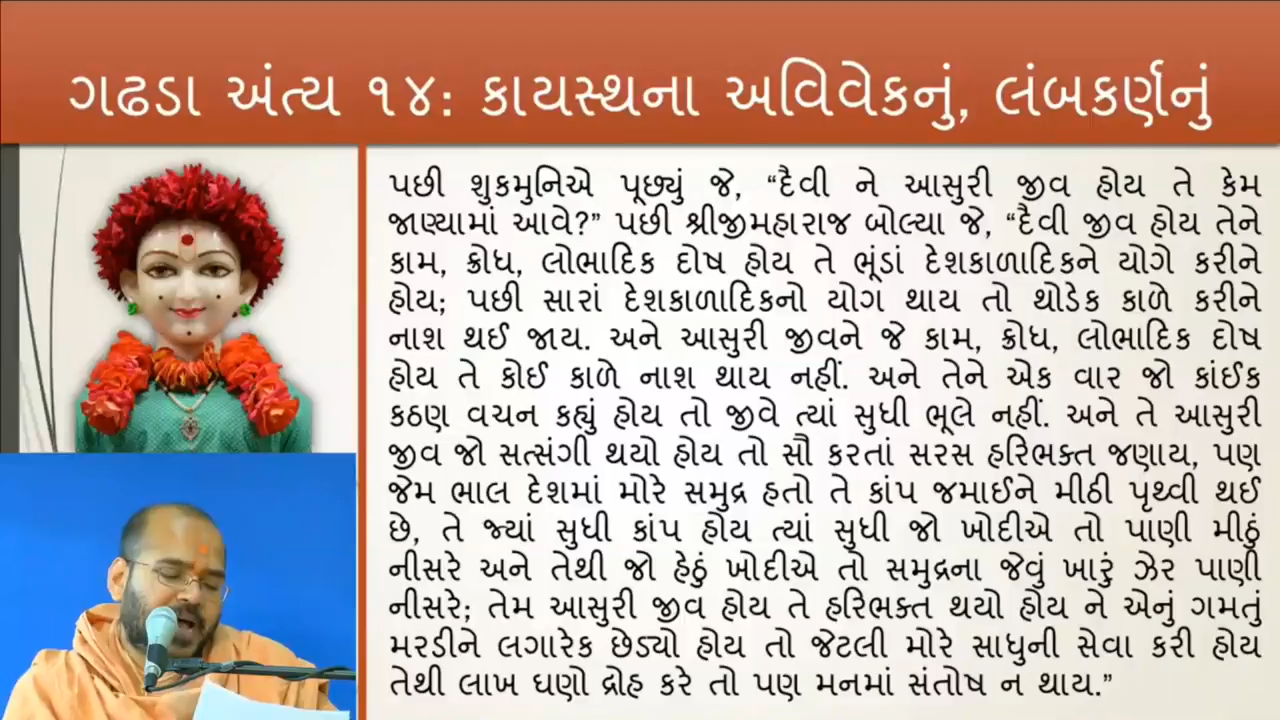 ગઢડા અંત્ય ૧૪: કાયસ્થના અવિવેકનું, લંબકર્ણનું
પછી શુકમુનિએ પૂછ્યું જે, “દૈવી ને આસુરી જીવ હોય તે કેમ
જાણ્યામાં આવે?” પછી શ્રીજીમહારાજ બોલ્યા જે, “દૈવી જીવ હોય તેને
કામ, ક્રોધ, લોભાદિક દોષ હોય તે ભૂંડાં દેશકાળાદિકને યોગે કરીને
હોય; પછી સારાં દેશકાળાદિકનો યોગ થાય તો થોડેક કાળે કરીને
નાશ થઈ જાય. અને આસુરી જીવને જે કામ, ક્રોધ, લોભાદિક દોષ
હોય તે કોઈ કાળે નાશ થાય નહીં. અને તેને એક વાર જો કાંઈક
કઠણ વચન કહ્યું હોય તો જીવે ત્યાં સુધી ભૂલે નહીં. અને તે આસુરી
જીવ જો સત્સંગી થયો હોય તો સૌ કરતાં સરસ હરિભક્ત જણાય, પણ
જેમ ભાલ દેશમાં મોરે સમુદ્ર હતો તે કાંપ જમાઈને મીઠી પૃથ્વી થઈ
છે, તે જ્યાં સુધી કાંપ હોય ત્યાં સુધી જો ખોદીએ તો પાણી મીઠું
નીસરે અને તેથી જો હેઠું ખોદીએ તો સમુદ્રના જેવું ખારું ઝેર પાણી
નીસરે; તેમ આસુરી જીવ હોય તે હરિભક્ત થયો હોય ને એનું ગમતું
મરડીને લગારેક છેડ્યો હોય તો જેટલી મોરે સાધુની સેવા કરી હોય
તેથી લાખ ઘણો દ્રોહ કરે તો પણ મનમાં સંતોષ ન થાય.”